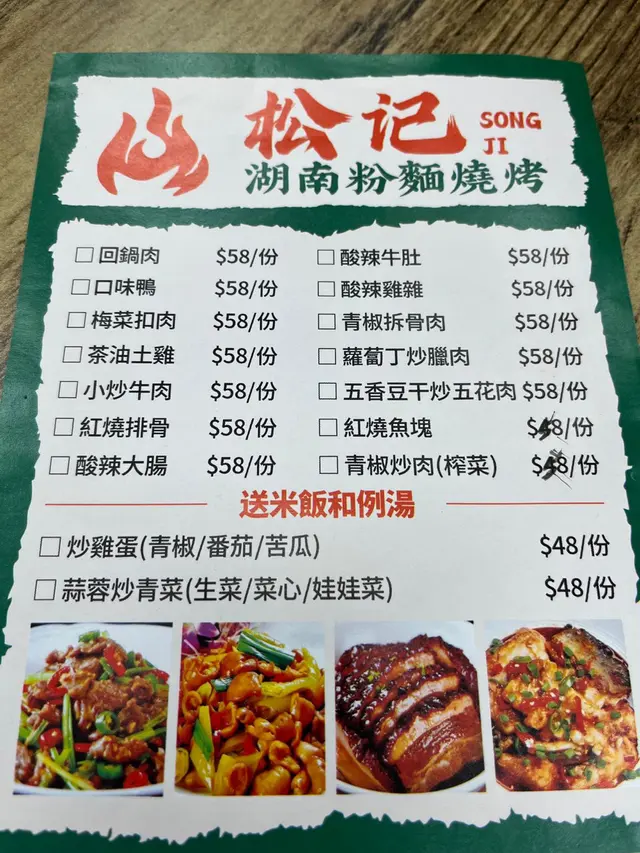 松记 SONG JI
湖南粉麵燒烤
□ 回鍋肉 $58/份 □ 酸辣牛肚 $58/份
□ 口味鴨 $58/份 □ 酸辣雞雜 $58/份
□ 梅菜扣肉 $58/份 □ 青椒拆骨肉 $58/份
□ 茶油土雞 $58/份 □ 蘿蔔丁炒臘肉 $58/份
□ 小炒牛肉 $58/份 □ 五香豆干炒五花肉 $58/份
□ 紅燒排骨 $58/份 □ 紅燒魚塊 $48/份
□ 酸辣大腸 $58/份 □ 青椒炒肉(榨菜) $48/份
送米飯和例湯
□ 炒雞蛋(青椒/番茄/苦瓜) $48/份
□ 蒜蓉炒青菜(生菜/菜心/娃娃菜) $48/份